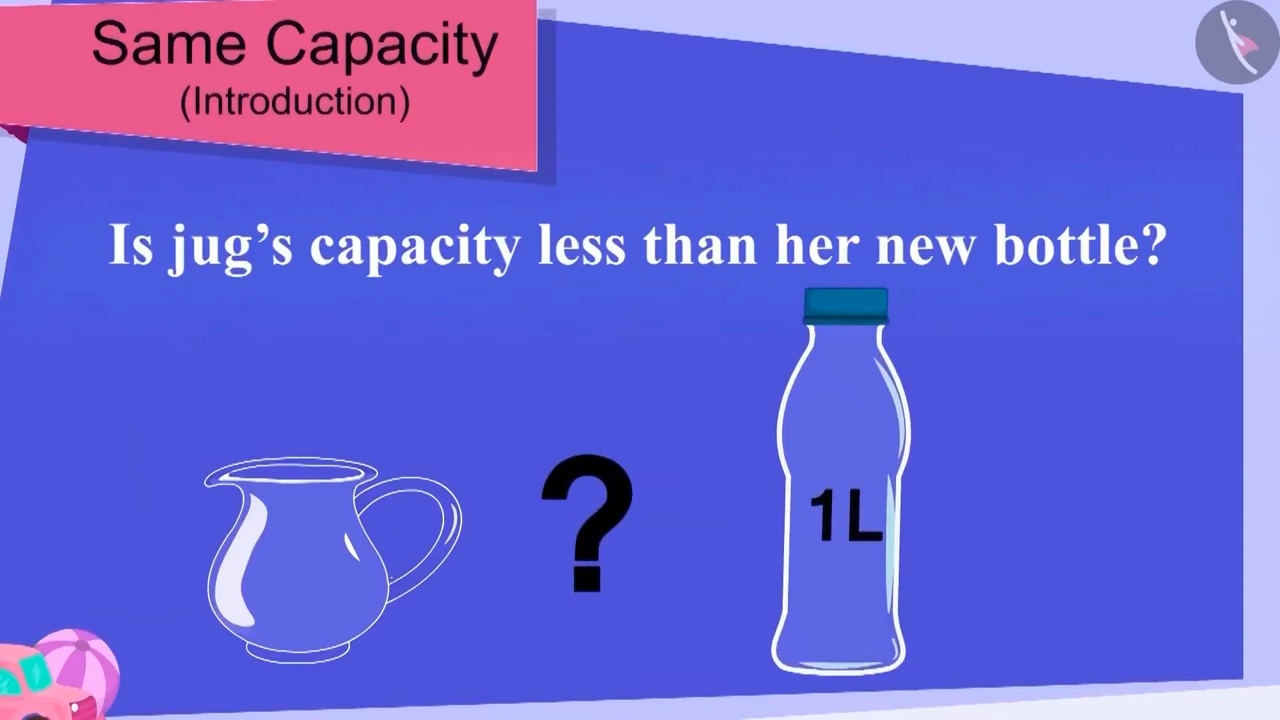 Same Capacity
(Introduction)
Is jug’s capacity less than her new bottle?
?
1L